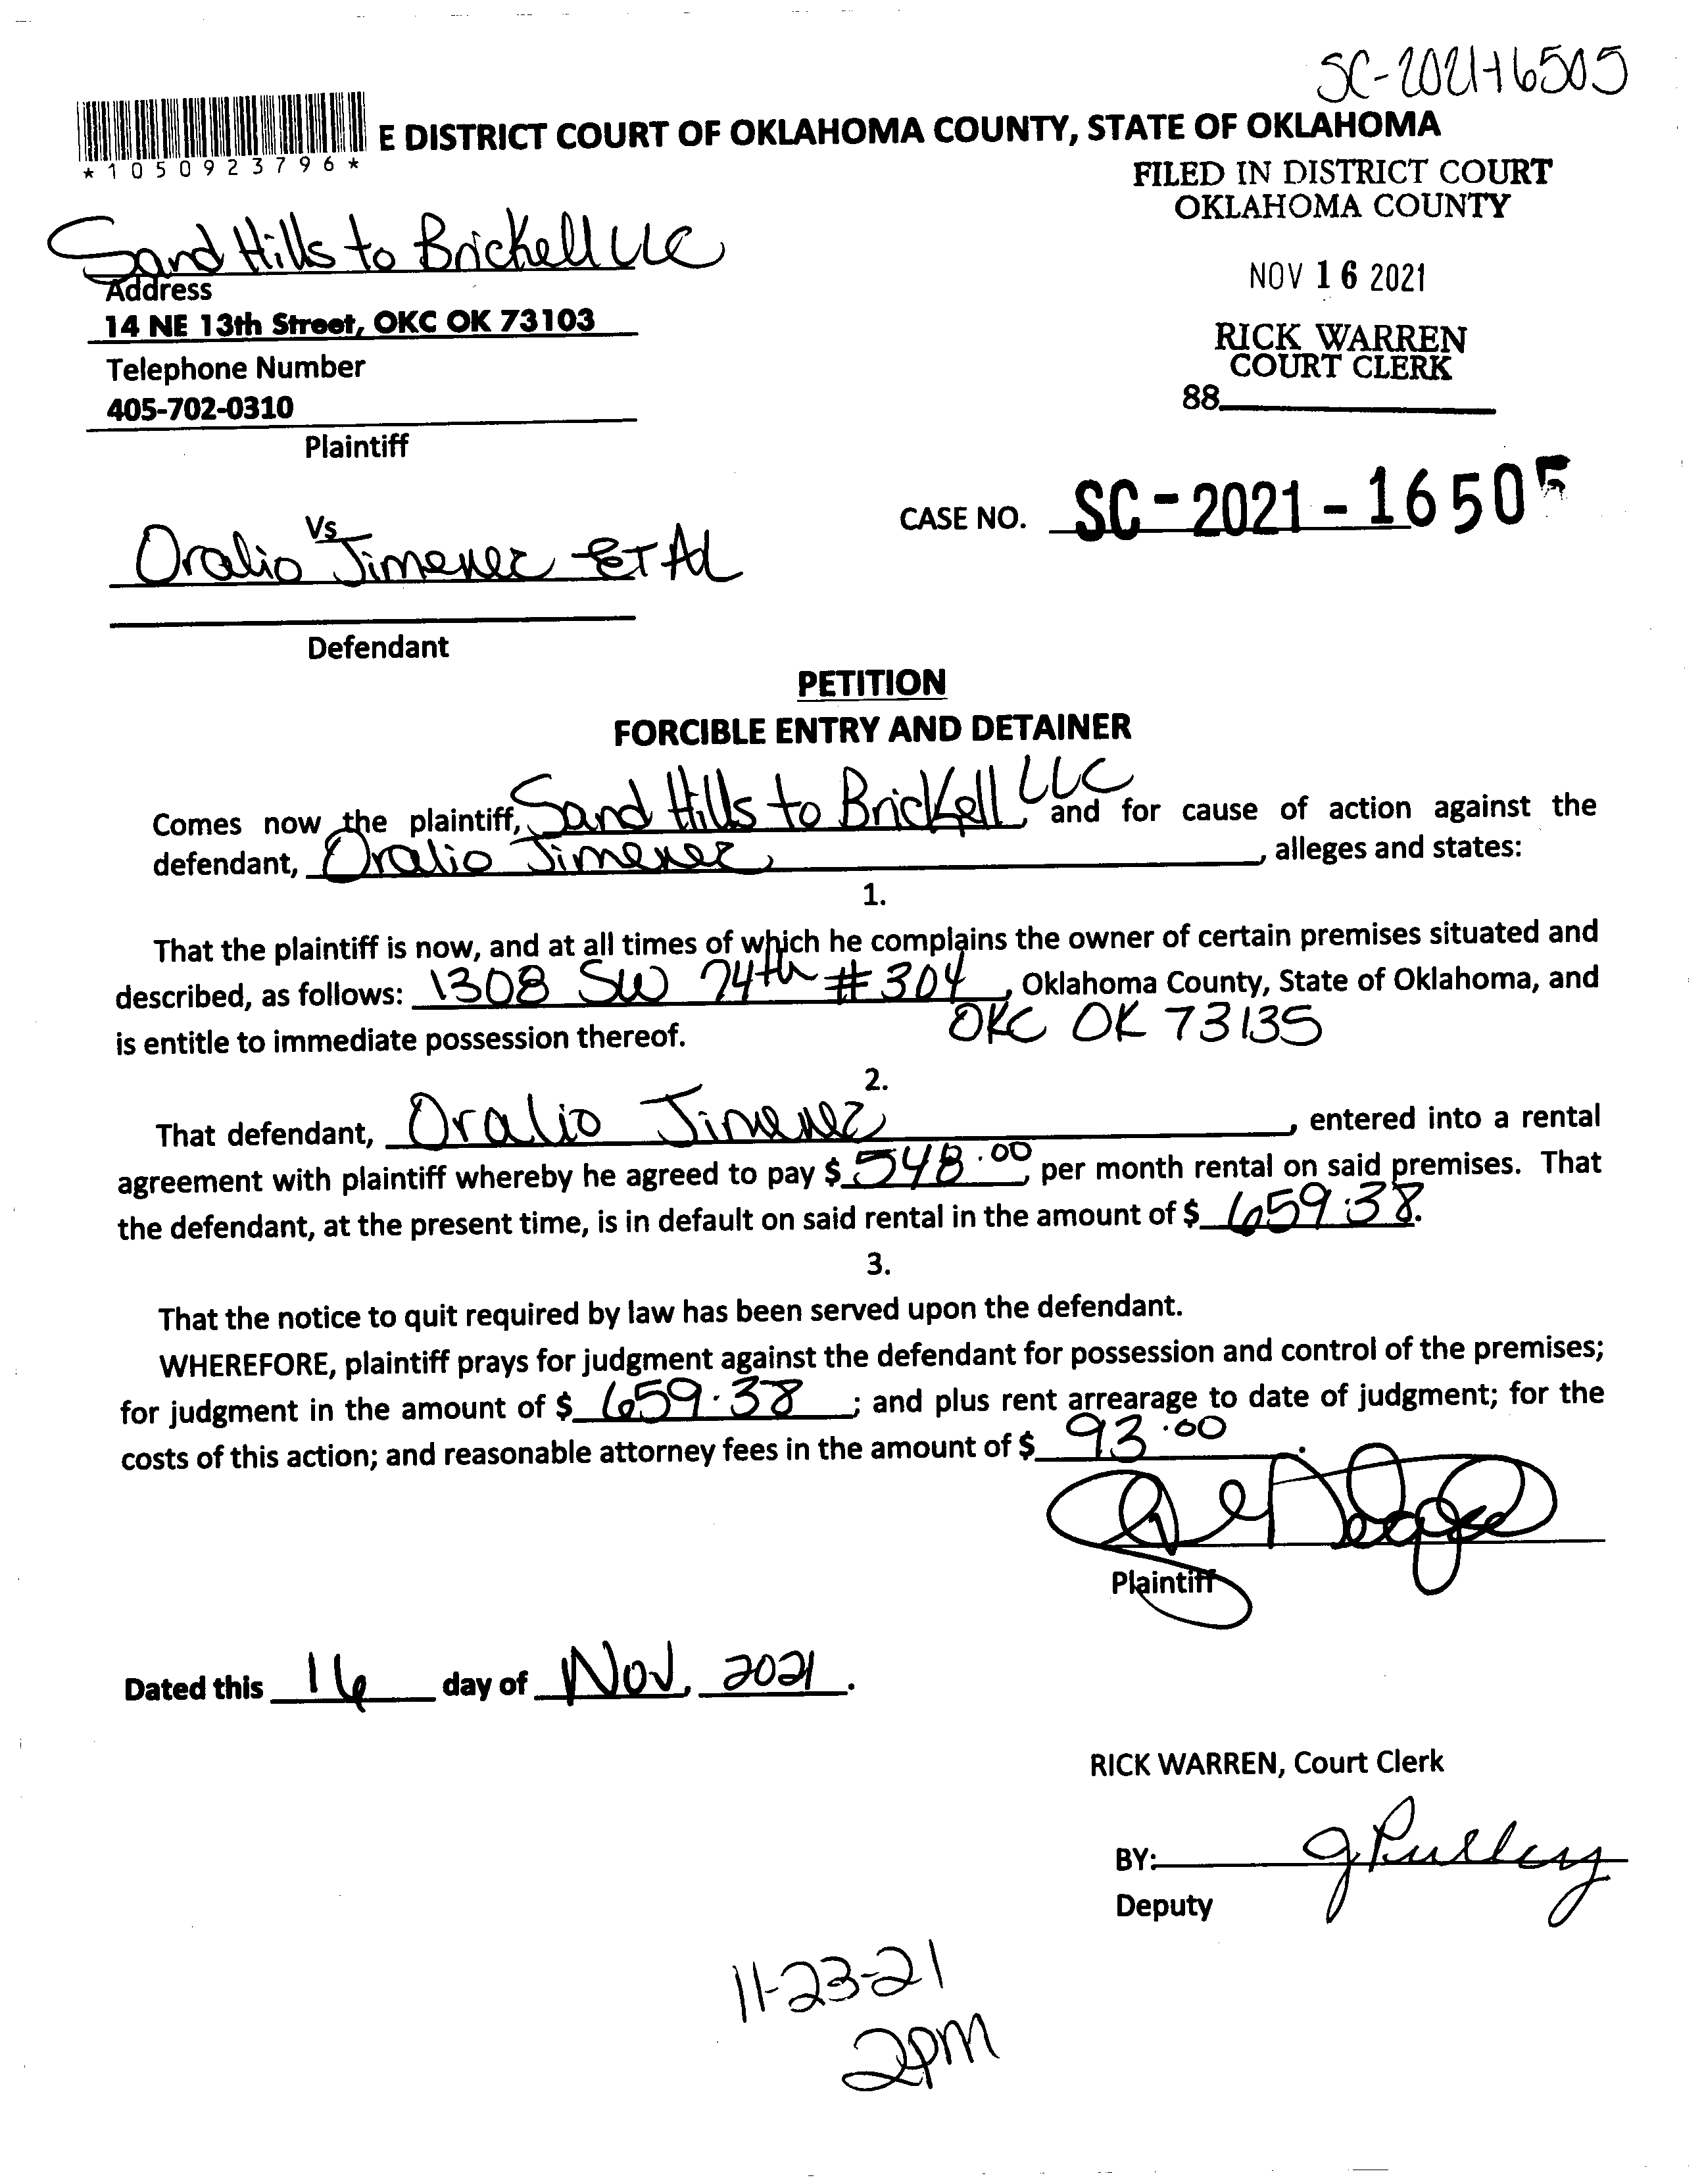 SC-2021-16505
E DISTRICT COURT OF OKLAHOMA COUNTY, STATE OF OKLAHOMA
*1050923796*
FILED IN DISTRICT COURT
OKLAHOMA COUNTY
Sand Hills to Brickell LLC
Address
NOV 16 2021
14 NE 13th Street, OKC OK 73103
RICK WARREN
COURT CLERK
Telephone Number
88
405-702-0310
Plaintiff
CASE NO. SC-2021-16505
Vs
Oralio Jimenez ET AL
Defendant
PETITION
FORCIBLE ENTRY AND DETAINER
Comes now the plaintiff, Sand Hills to Brickell LLC, and for cause of action against the
defendant, Oralio Jimenez, , alleges and states:
1.
That the plaintiff is now, and at all times of which he complains the owner of certain premises situated and
described, as follows: 1308 SW 74th #304, Oklahoma County, State of Oklahoma, and
is entitle to immediate possession thereof. OKC OK 73135
2.
That defendant, Oralio Jimenez, entered into a rental
agreement with plaintiff whereby he agreed to pay $ 548.00, per month rental on said premises. That
the defendant, at the present time, is in default on said rental in the amount of $ 659.38.
3.
That the notice to quit required by law has been served upon the defendant.
WHEREFORE, plaintiff prays for judgment against the defendant for possession and control of the premises;
for judgment in the amount of $ 659.38 ; and plus rent arrearage to date of judgment; for the
costs of this action; and reasonable attorney fees in the amount of $ 93.00.
Plaintiff
Dated this 16 day of Nov, 2021.
RICK WARREN, Court Clerk
BY: J Pulley
Deputy
11-23-21
2pm